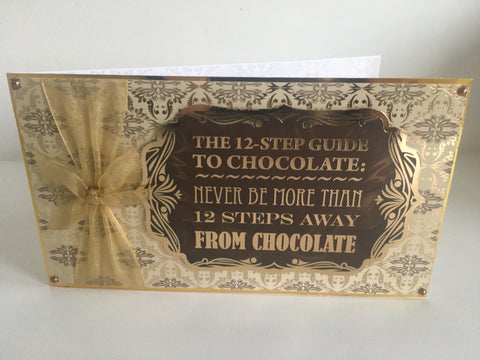 THE 12-STEP GUIDE
TO CHOCOLATE:
NEVER BE MORE THAN
12 STEPS AWAY
FROM CHOCOLATE